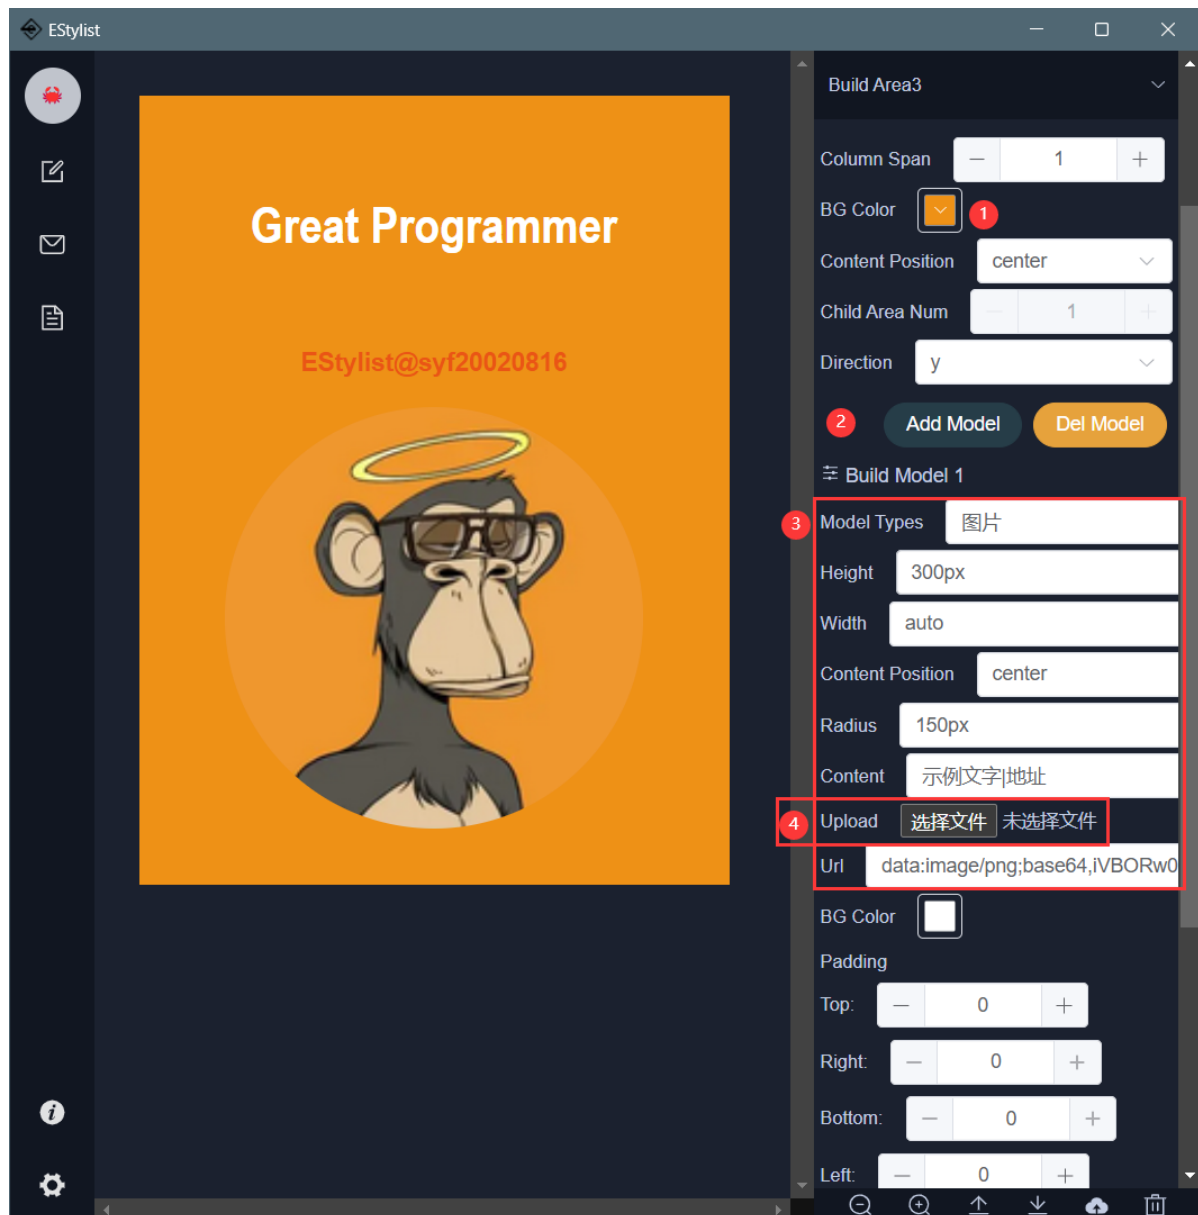 EStylist
Build Area3
Column Span 1
BG Color 1
Content Position center
Child Area Num 1
Direction y
2 Add Model Del Model
Build Model 1
3 Model Types 图片
Height 300px
Width auto
Content Position center
Radius 150px
Content 示例文字|地址
4 Upload 选择文件 未选择文件
Url data:image/png;base64,iVBORw0
BG Color
Padding
Top: 0
Right: 0
Bottom: 0
Left: 0
Great Programmer
EStylist@syf20020816